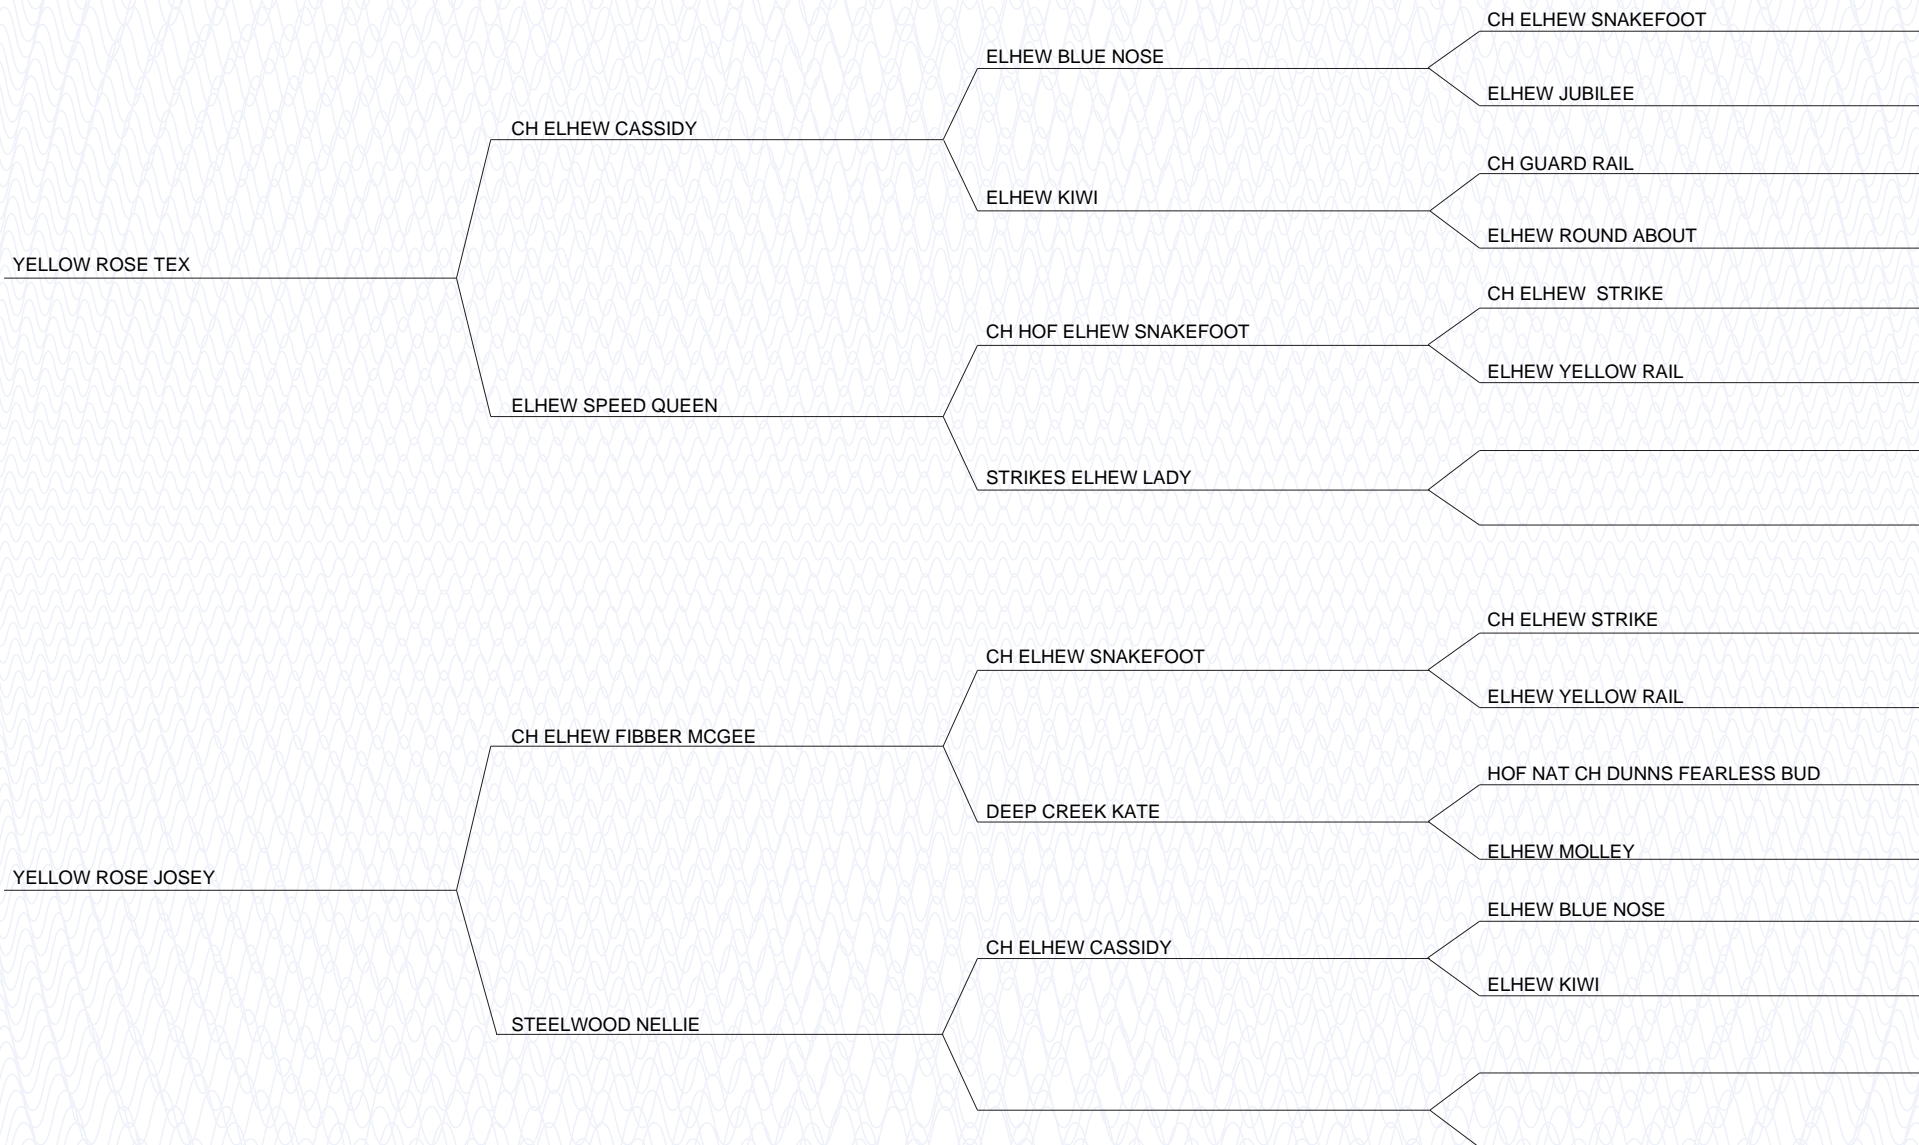 CH ELHEW SNAKEFOOT
ELHEW BLUE NOSE
ELHEW JUBILEE
CH ELHEW CASSIDY
CH GUARD RAIL
ELHEW KIWI
ELHEW ROUND ABOUT
YELLOW ROSE TEX
CH ELHEW  STRIKE
CH HOF ELHEW SNAKEFOOT
ELHEW YELLOW RAIL
ELHEW SPEED QUEEN
STRIKES ELHEW LADY
CH ELHEW STRIKE
CH ELHEW SNAKEFOOT
ELHEW YELLOW RAIL
CH ELHEW FIBBER MCGEE
HOF NAT CH DUNNS FEARLESS BUD
DEEP CREEK KATE
ELHEW MOLLEY
YELLOW ROSE JOSEY
ELHEW BLUE NOSE
CH ELHEW CASSIDY
ELHEW KIWI
STEELWOOD NELLIE